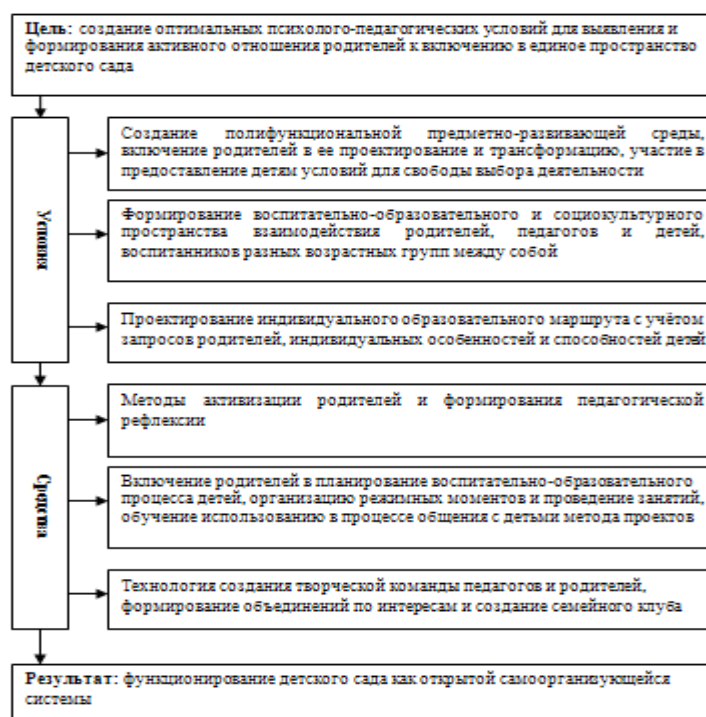 Цель: создание оптимальных психолого-педагогических условий для выявления и
формирования активного отношения родителей к включению в единое пространство
детского сада
Условия
Создание полифункциональной предметно-развивающей среды,
включение родителей в ее проектирование и трансформацию, участие в
предоставление детям условий для свободы выбора деятельности
Формирование воспитательно-образовательного и социокультурного
пространства взаимодействия родителей, педагогов и детей,
воспитанников разных возрастных групп между собой
Проектирование индивидуального образовательного маршрута с учётом
запросов родителей, индивидуальных особенностей и способностей детей
Средства
Методы активизации родителей и формирования педагогической
рефлексии
Включение родителей в планирование воспитательно-образовательного
процесса детей, организацию режимных моментов и проведение занятий,
обучение использованию в процессе общения с детьми метода проектов
Технология создания творческой команды педагогов и родителей,
формирование объединений по интересам и создание семейного клуба
Результат: функционирование детского сада как открытой самоорганизующейся
системы